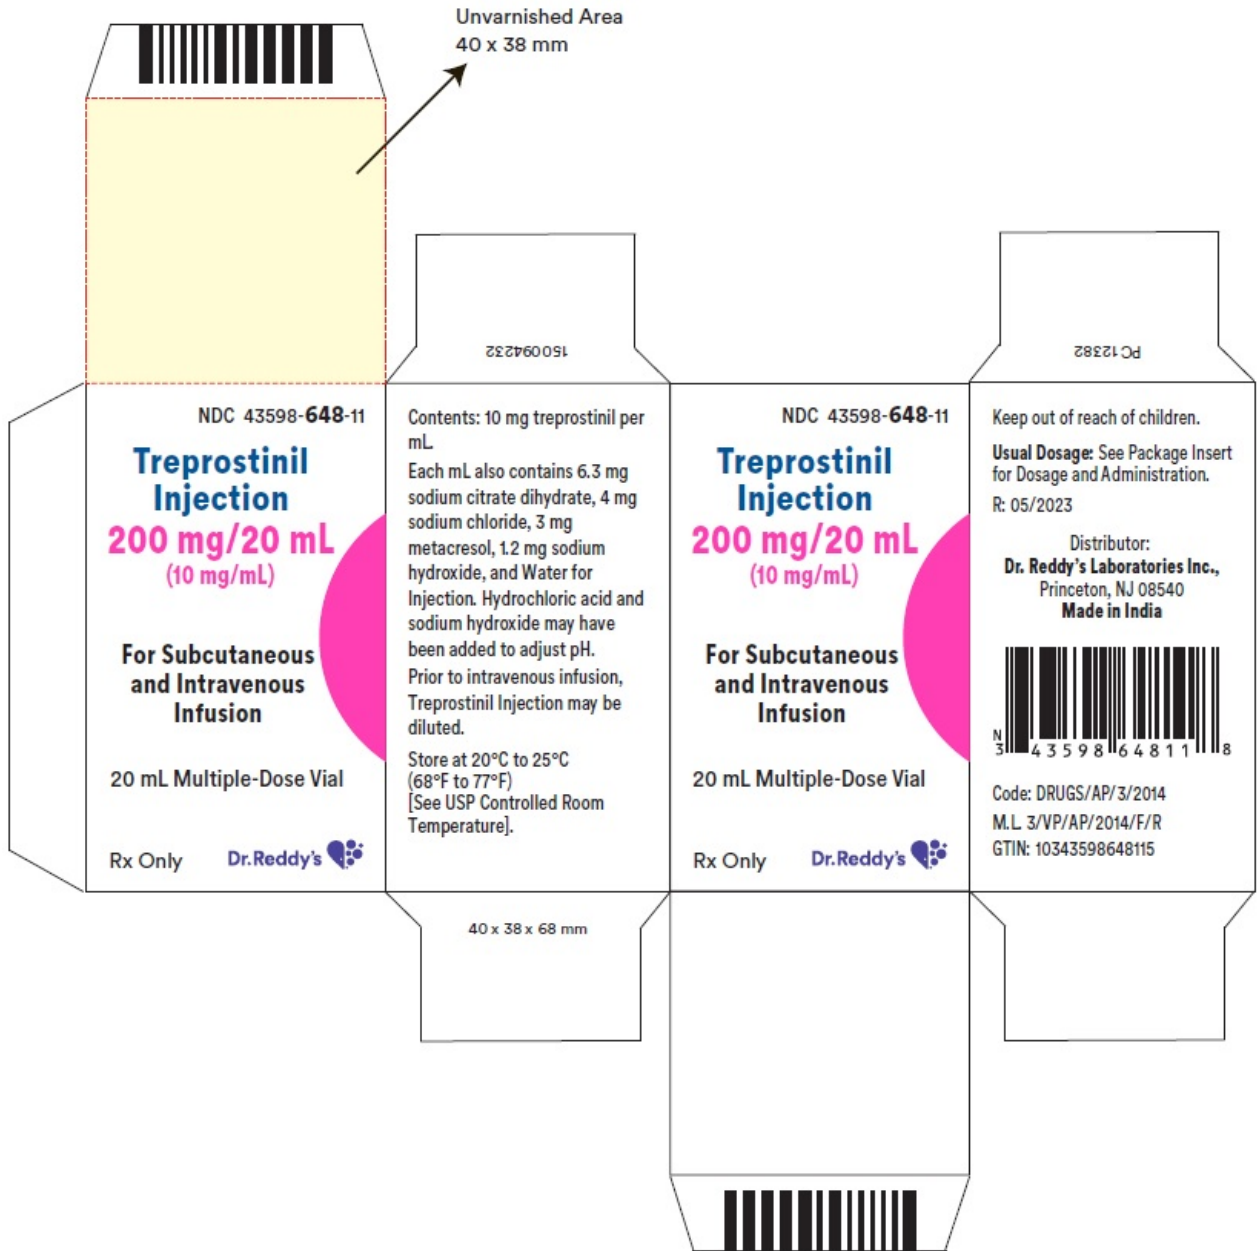 Unvarnished Area
40 x 38 mm
150094232
PC 12382
NDC 43598-648-11
Treprostinil
Injection
200 mg/20 mL
(10 mg/mL)
For Subcutaneous
and Intravenous
Infusion
20 mL Multiple-Dose Vial
Rx Only
Dr.Reddy's
Contents: 10 mg treprostinil per
mL.
Each mL also contains 6.3 mg
sodium citrate dihydrate, 4 mg
sodium chloride, 3 mg
metacresol, 1.2 mg sodium
hydroxide, and Water for
Injection. Hydrochloric acid and
sodium hydroxide may have
been added to adjust pH.
Prior to intravenous infusion,
Treprostinil Injection may be
diluted.
Store at 20°C to 25°C
(68°F to 77°F)
[See USP Controlled Room
Temperature].
40 x 38 x 68 mm
NDC 43598-648-11
Treprostinil
Injection
200 mg/20 mL
(10 mg/mL)
For Subcutaneous
and Intravenous
Infusion
20 mL Multiple-Dose Vial
Rx Only
Dr.Reddy's
Keep out of reach of children.
Usual Dosage: See Package Insert
for Dosage and Administration.
R: 05/2023
Distributor:
Dr. Reddy's Laboratories Inc.,
Princeton, NJ 08540
Made in India
N
3 43598 64811 8
Code: DRUGS/AP/3/2014
M.L. 3/VP/AP/2014/F/R
GTIN: 10343598648115